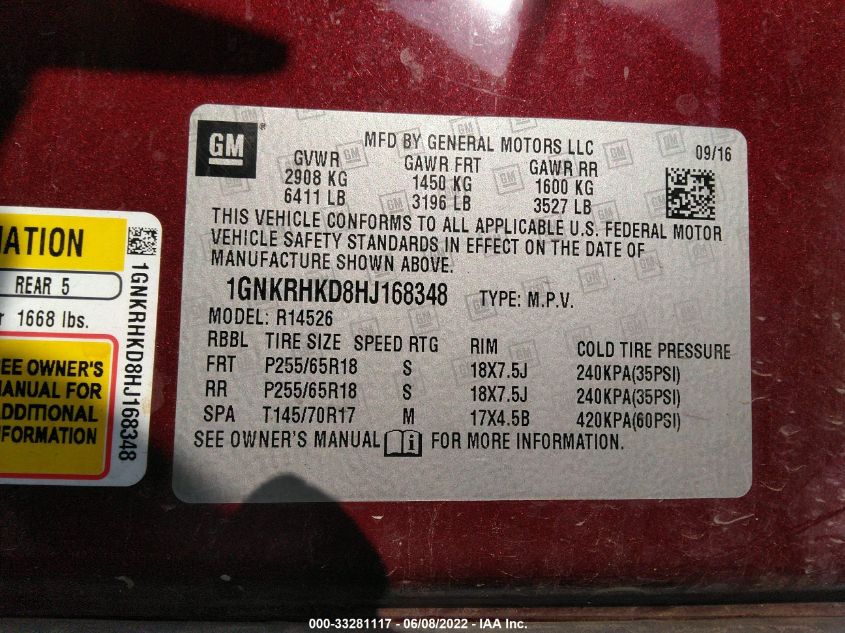 GM
MFD BY GENERAL MOTORS LLC
09/16
GVWR GAWR FRT GAWR RR
2908 KG 1450 KG 1600 KG
6411 LB 3196 LB 3527 LB
THIS VEHICLE CONFORMS TO ALL APPLICABLE U.S. FEDERAL MOTOR
VEHICLE SAFETY STANDARDS IN EFFECT ON THE DATE OF
MANUFACTURE SHOWN ABOVE.
1GNKRHKD8HJ168348 TYPE: M.P.V.
MODEL: R14526
RBBL TIRE SIZE SPEED RTG RIM COLD TIRE PRESSURE
FRT P255/65R18 S 18X7.5J 240KPA(35PSI)
RR P255/65R18 S 18X7.5J 240KPA(35PSI)
SPA T145/70R17 M 17X4.5B 420KPA(60PSI)
SEE OWNER'S MANUAL i FOR MORE INFORMATION.
MATION
REAR 5
r 1668 lbs.
SEE OWNER'S
MANUAL FOR
ADDITIONAL
INFORMATION
1GNKRHKD8HJ168348
000-33281117 - 06/08/2022 - IAA Inc.